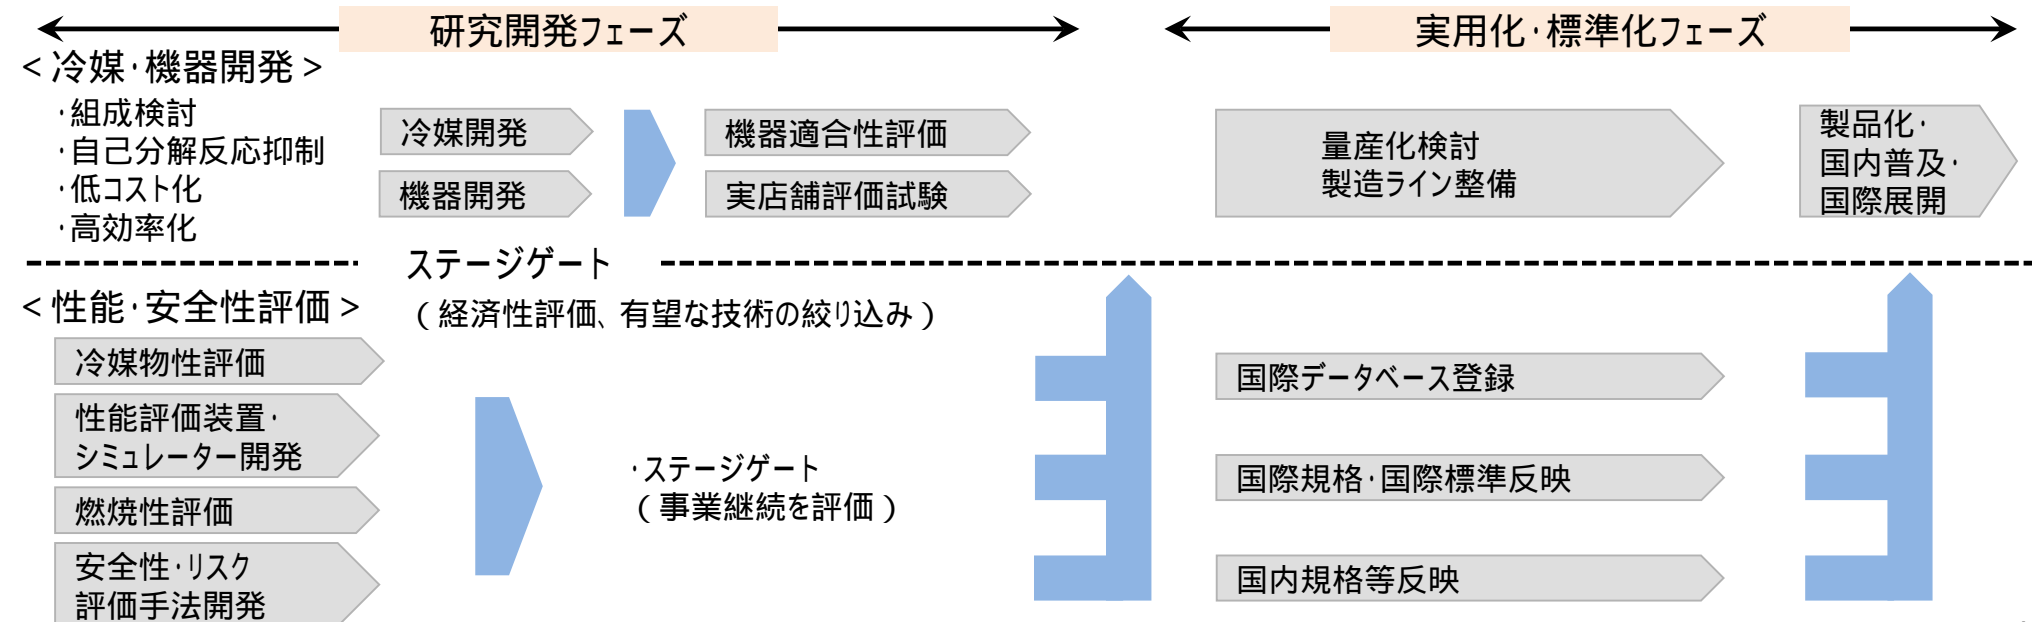 研究開発フェーズ
実用化・標準化フェーズ
<冷媒・機器開発>
・組成検討
・自己分解反応抑制
・低コスト化
・高効率化
冷媒開発
機器開発
機器適合性評価
実店舗評価試験
量産化検討
製造ライン整備
製品化・
国内普及・
国際展開
ステージゲート
(経済性評価、有望な技術の絞り込み)
<性能・安全性評価>
冷媒物性評価
性能評価装置・
シミュレーター開発
燃焼性評価
安全性・リスク
評価手法開発
・ステージゲート
(事業継続を評価)
国際データベース登録
国際規格・国際標準反映
国内規格等反映